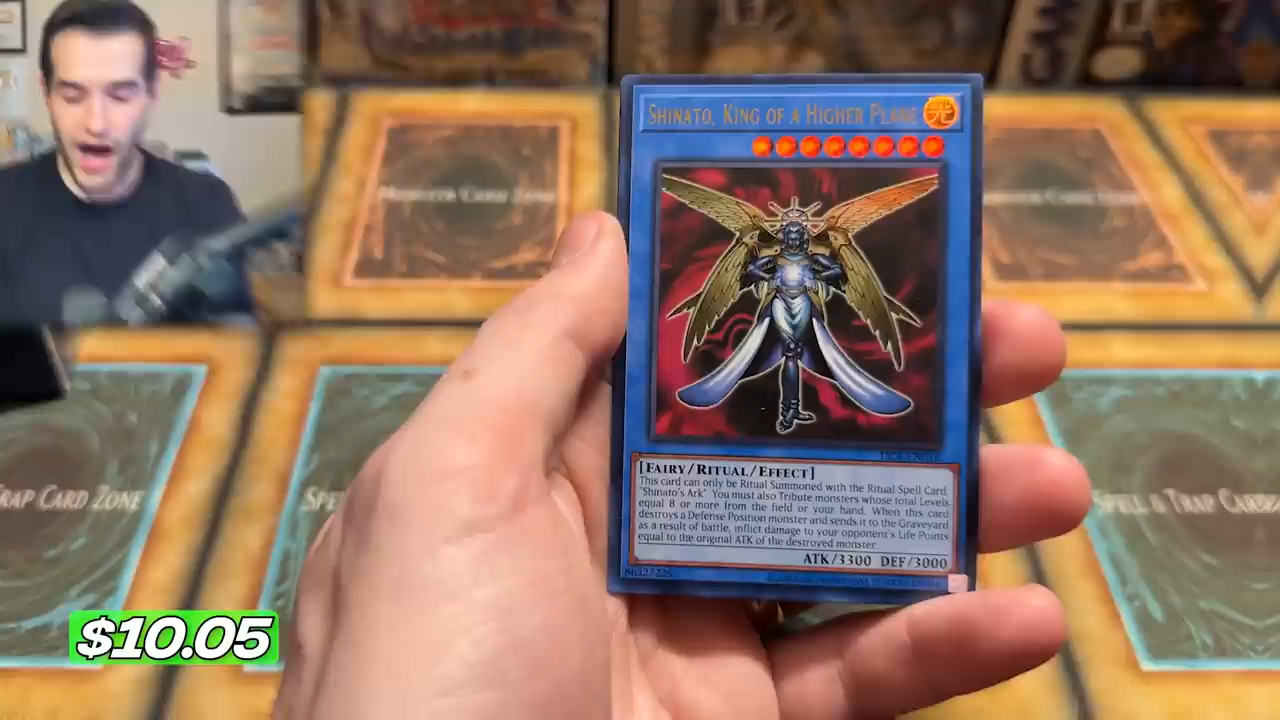 SHINATO, KING OF A HIGHER PLANE
光
MONSTER CARD ZONE
[FAIRY/RITUAL/EFFECT]
This card can only be Ritual Summoned with the Ritual Spell Card,
"Shinato's Ark" You must also Tribute monsters whose total Levels
equal 8 or more from the field or your hand. When this card
destroys a Defense Position monster and sends it to the Graveyard
as a result of battle, inflict damage to your opponent's Life Points
equal to the original ATK of the destroyed monster
ATK/3300 DEF/3000
TRAP CARD ZONE
SPELL & TRAP CARD
$10.05